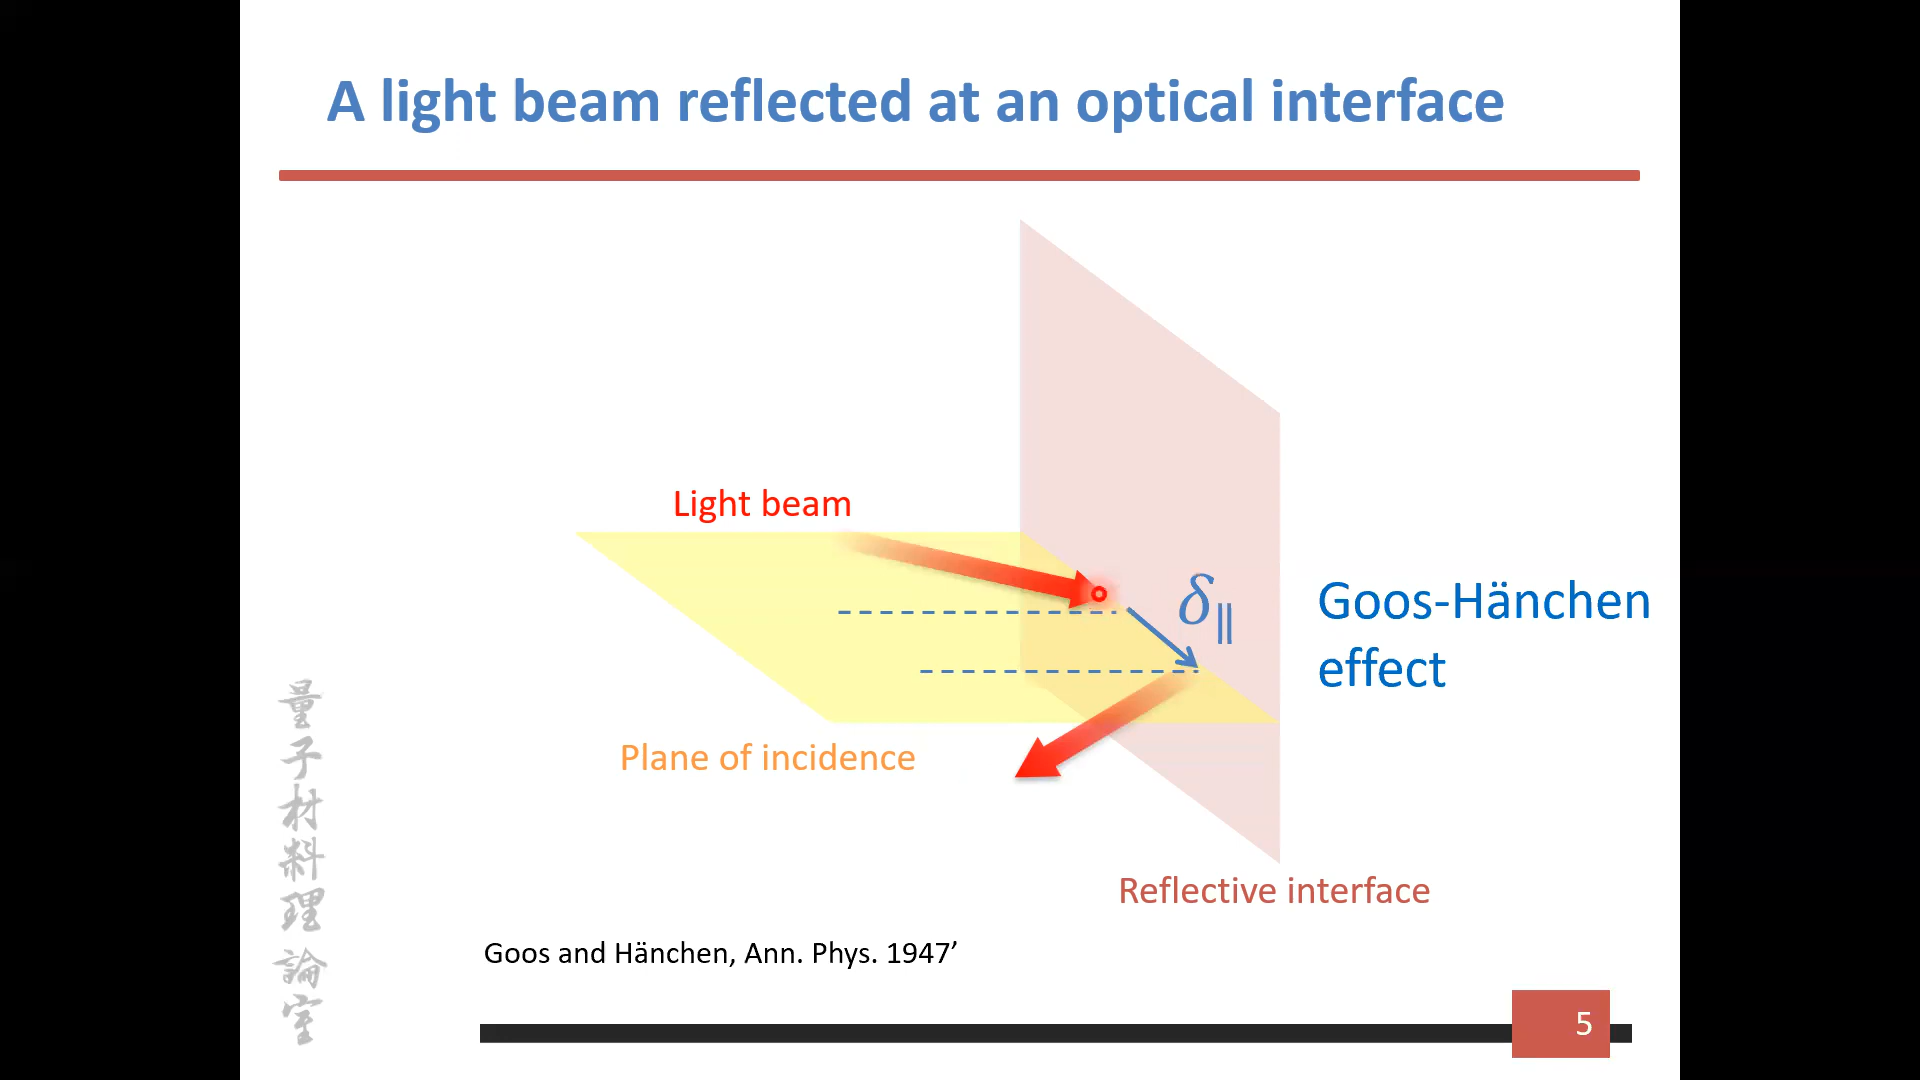 A light beam reflected at an optical interface
Light beam
δ||
Goos-Hänchen
effect
Plane of incidence
Reflective interface
量子材料理論室
Goos and Hänchen, Ann. Phys. 1947’
5